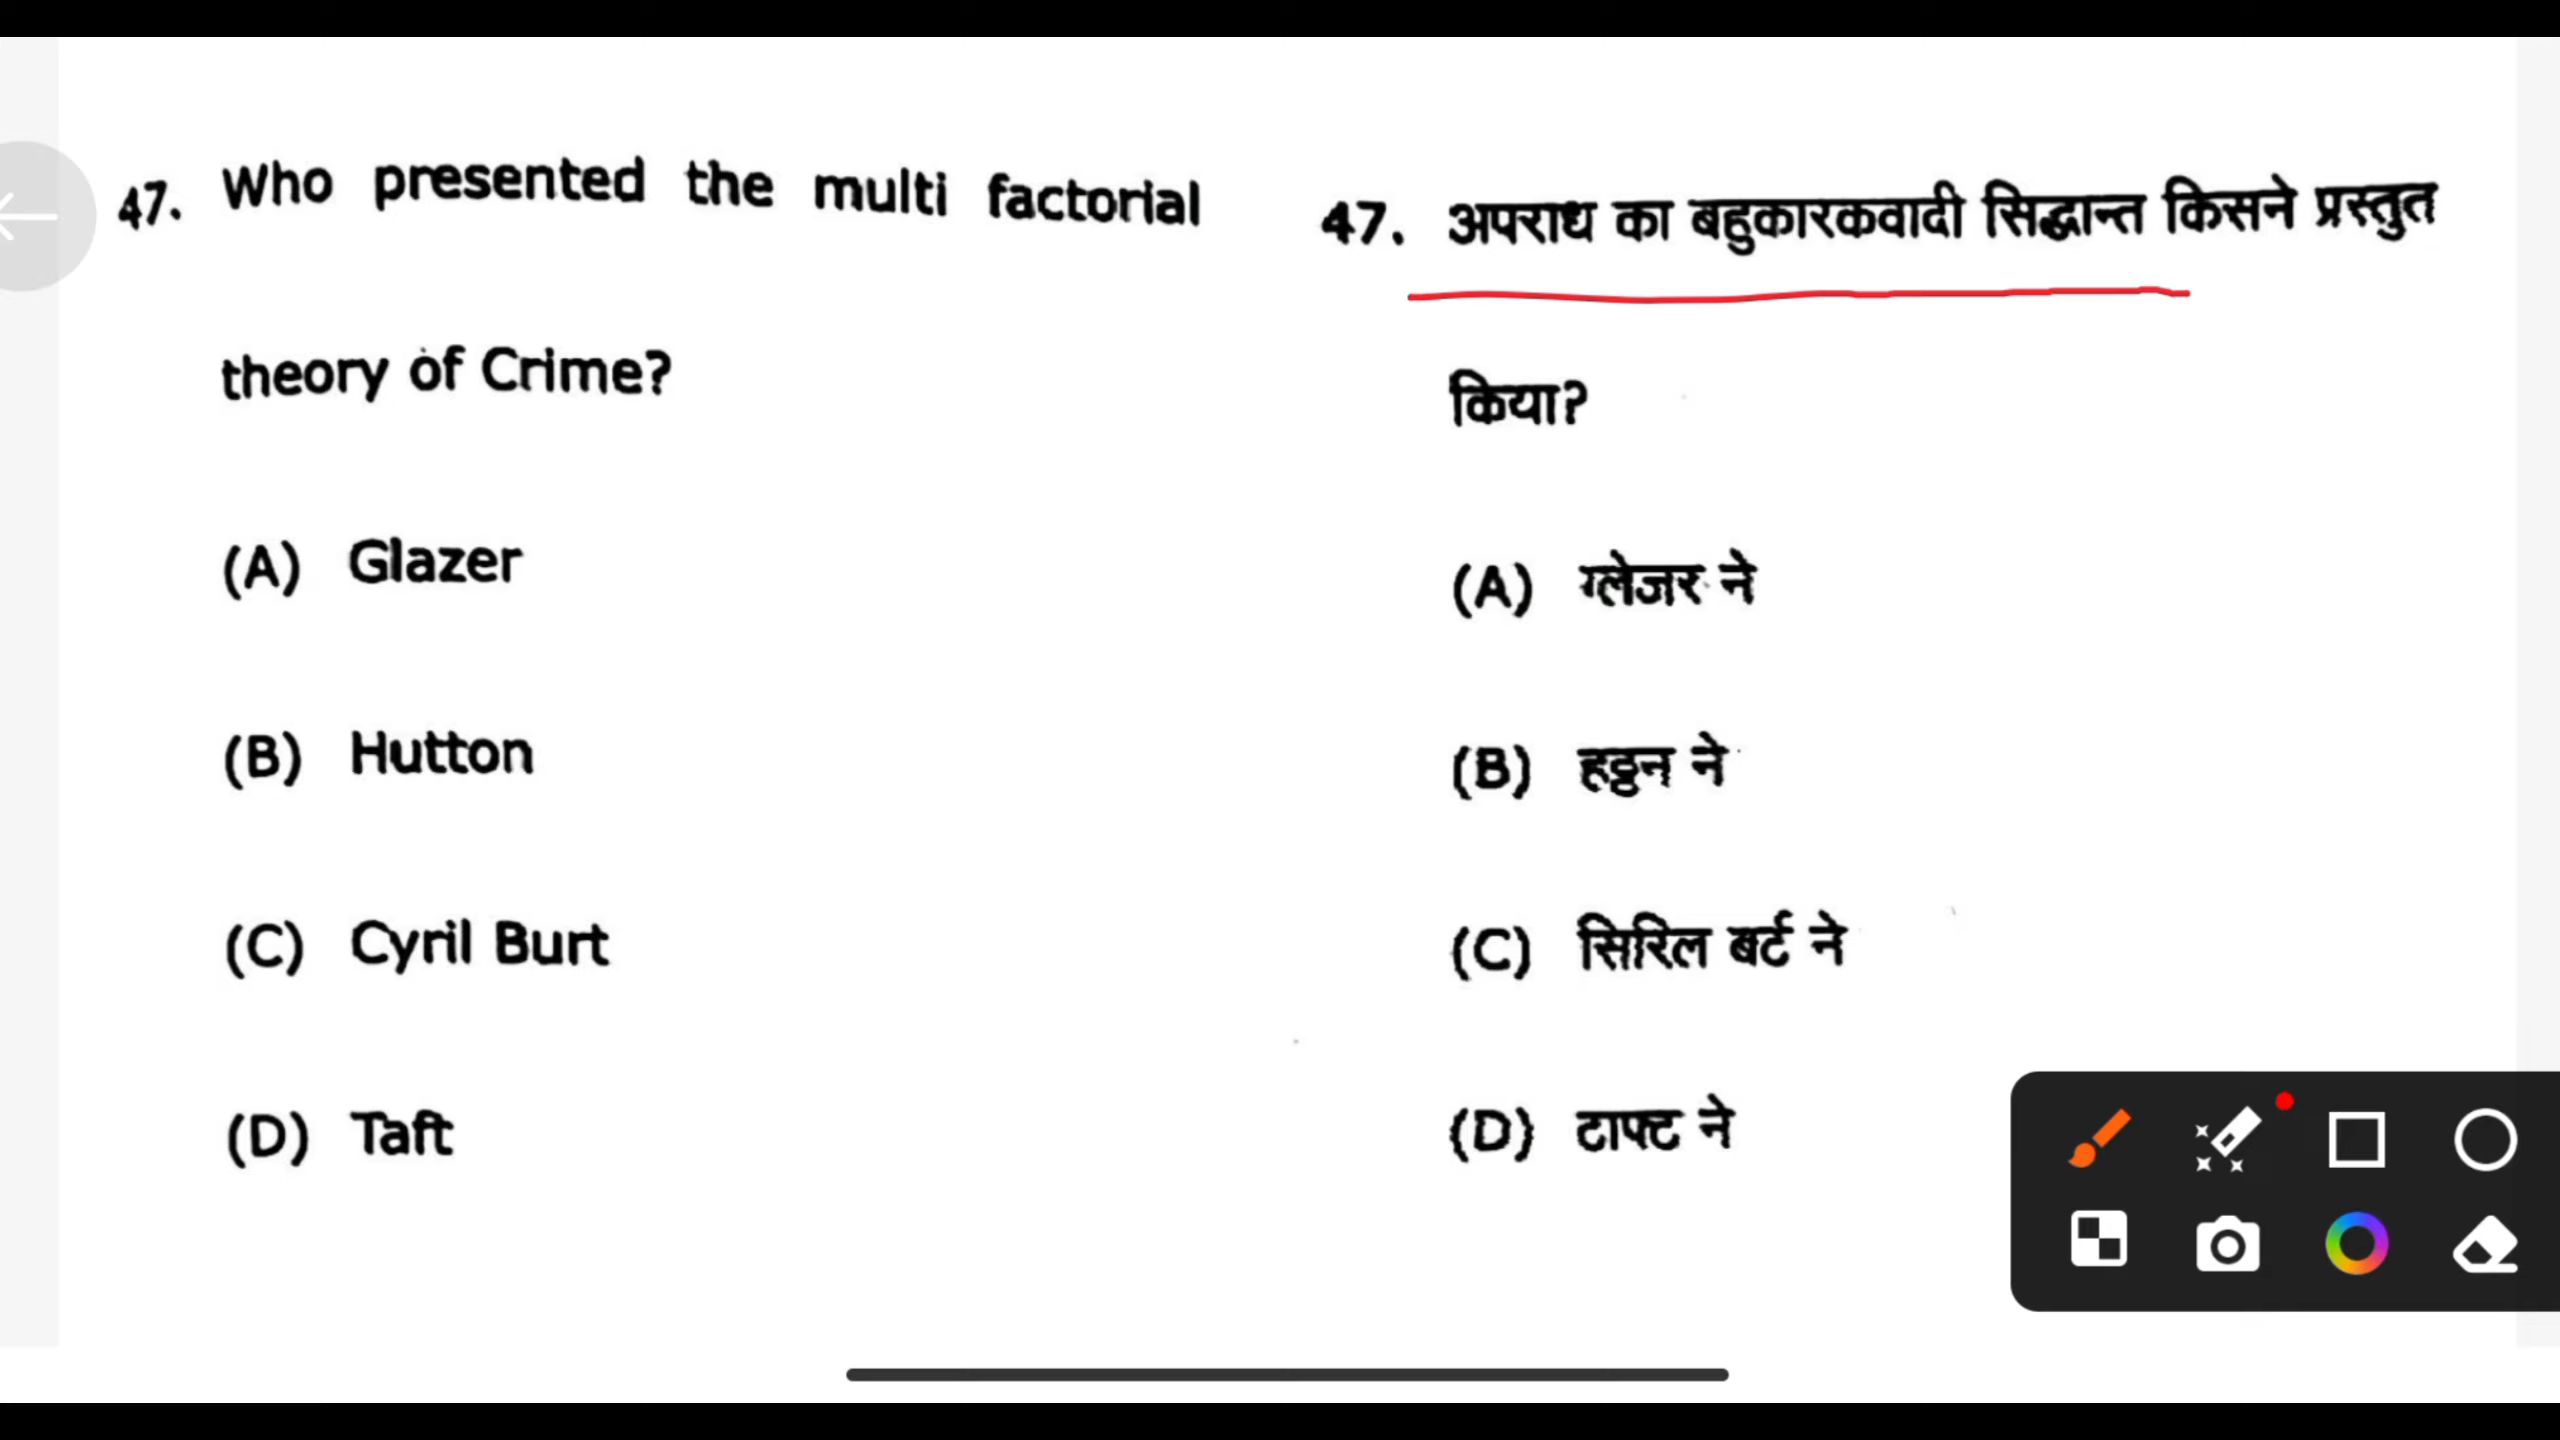 47. Who presented the multi factorial
theory of Crime?
(A) Glazer
(B) Hutton
(C) Cyril Burt
(D) Taft
47. अपराध का बहुकारकवादी सिद्धान्त किसने प्रस्तुत
किया?
(A) ग्लेजर ने
(B) हट्टन ने
(C) सिरिल बर्ट ने
(D) टाफ्ट ने